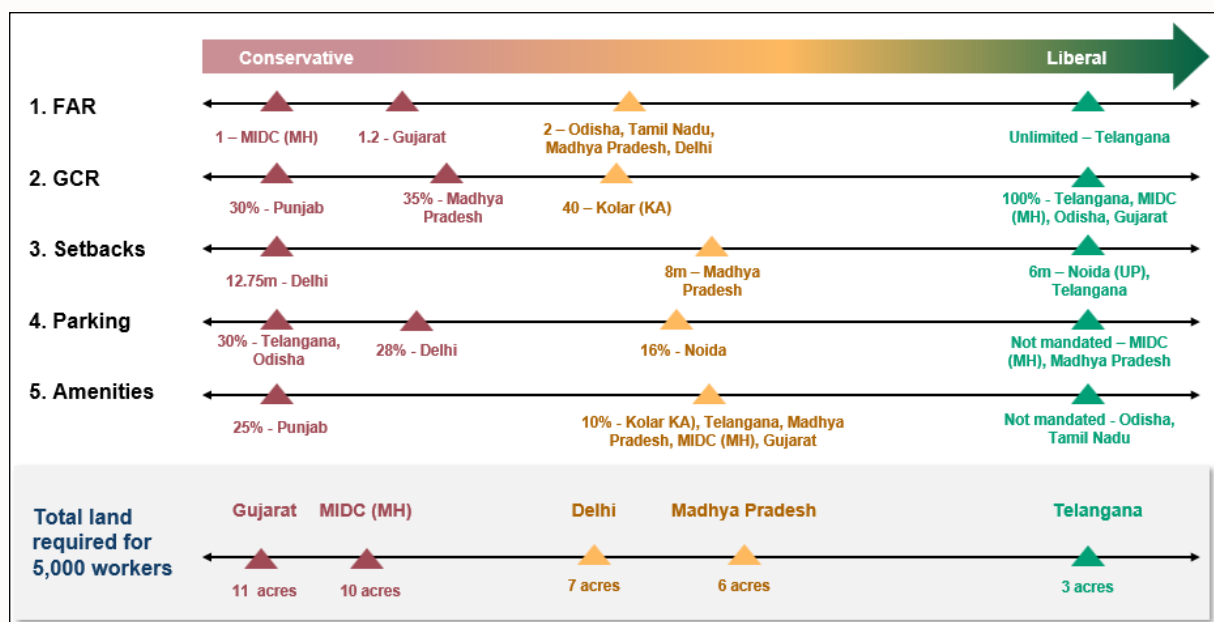 Conservative
Liberal
1. FAR
1 – MIDC (MH)
1.2 - Gujarat
2 – Odisha, Tamil Nadu,
Madhya Pradesh, Delhi
Unlimited – Telangana
2. GCR
30% - Punjab
35% - Madhya
Pradesh
40 – Kolar (KA)
100% - Telangana, MIDC
(MH), Odisha, Gujarat
3. Setbacks
12.75m - Delhi
8m – Madhya
Pradesh
6m – Noida (UP),
Telangana
4. Parking
30% - Telangana,
Odisha
28% - Delhi
16% - Noida
Not mandated – MIDC
(MH), Madhya Pradesh
5. Amenities
25% - Punjab
10% - Kolar KA), Telangana, Madhya
Pradesh, MIDC (MH), Gujarat
Not mandated - Odisha,
Tamil Nadu
Total land
required for
5,000 workers
Gujarat
MIDC (MH)
Delhi
Madhya Pradesh
Telangana
11 acres
10 acres
7 acres
6 acres
3 acres